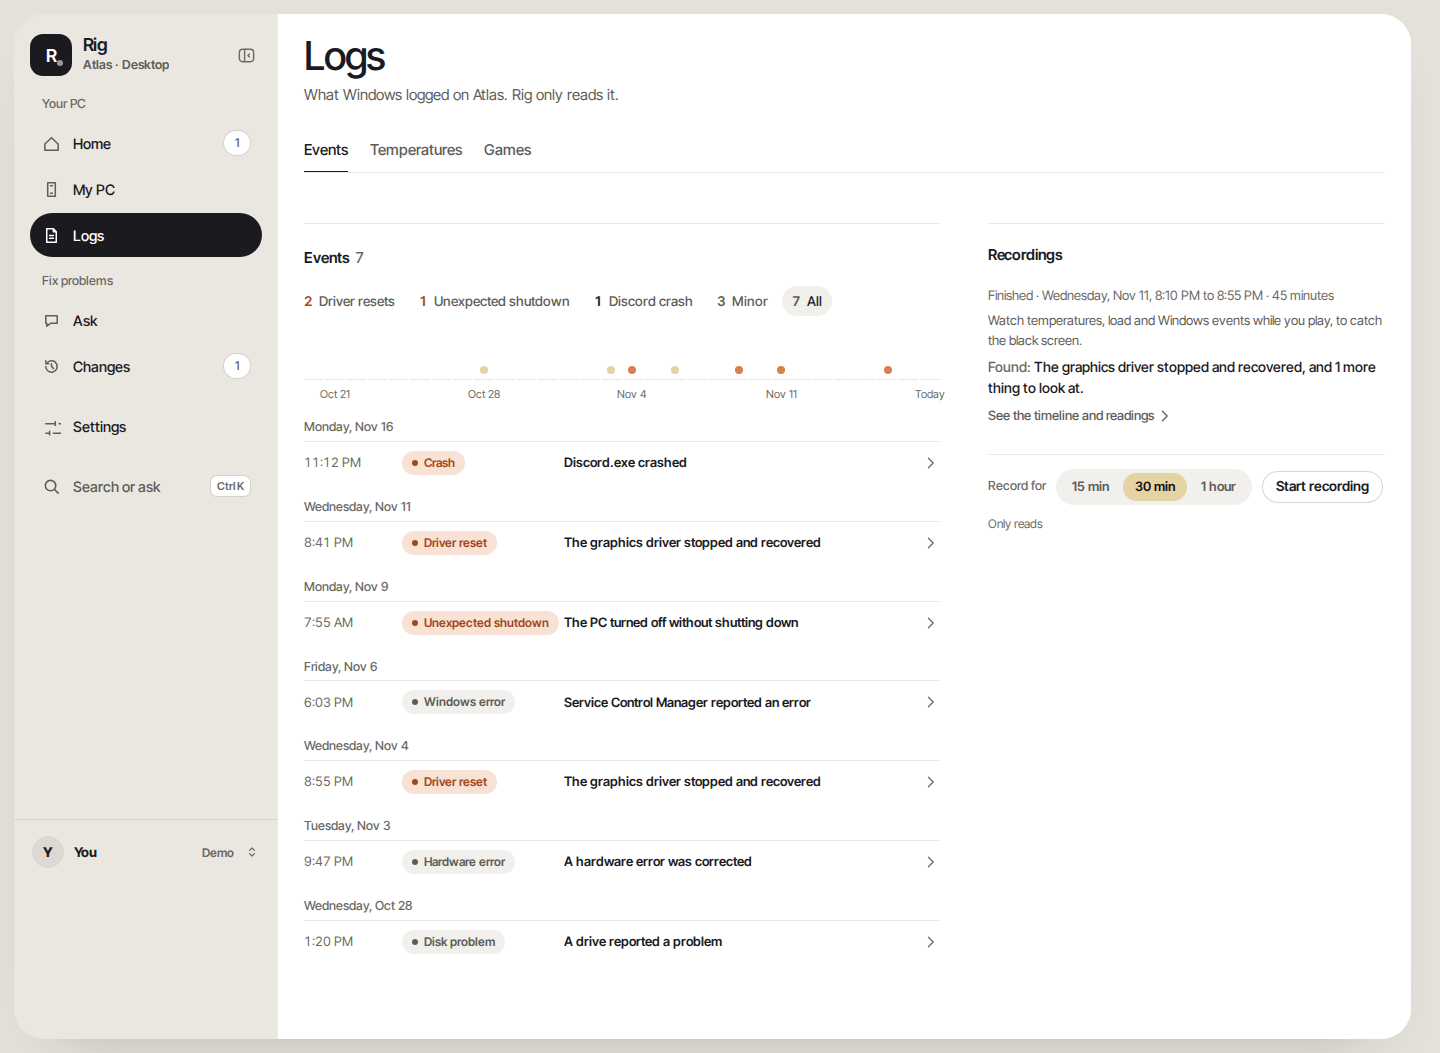 R
Rig
Atlas · Desktop
Your PC
Home 1
My PC
Logs
Fix problems
Ask
Changes 1
Settings
Search or ask Ctrl K
Y You Demo
Logs
What Windows logged on Atlas. Rig only reads it.
Events Temperatures Games
Events 7
2 Driver resets 1 Unexpected shutdown 1 Discord crash 3 Minor 7 All
Oct 21 Oct 28 Nov 4 Nov 11 Today
Monday, Nov 16
11:12 PM Crash Discord.exe crashed
Wednesday, Nov 11
8:41 PM Driver reset The graphics driver stopped and recovered
Monday, Nov 9
7:55 AM Unexpected shutdown The PC turned off without shutting down
Friday, Nov 6
6:03 PM Windows error Service Control Manager reported an error
Wednesday, Nov 4
8:55 PM Driver reset The graphics driver stopped and recovered
Tuesday, Nov 3
9:47 PM Hardware error A hardware error was corrected
Wednesday, Oct 28
1:20 PM Disk problem A drive reported a problem
Recordings
Finished · Wednesday, Nov 11, 8:10 PM to 8:55 PM · 45 minutes
Watch temperatures, load and Windows events while you play, to catch
the black screen.
Found: The graphics driver stopped and recovered, and 1 more
thing to look at.
See the timeline and readings
Record for 15 min 30 min 1 hour Start recording
Only reads